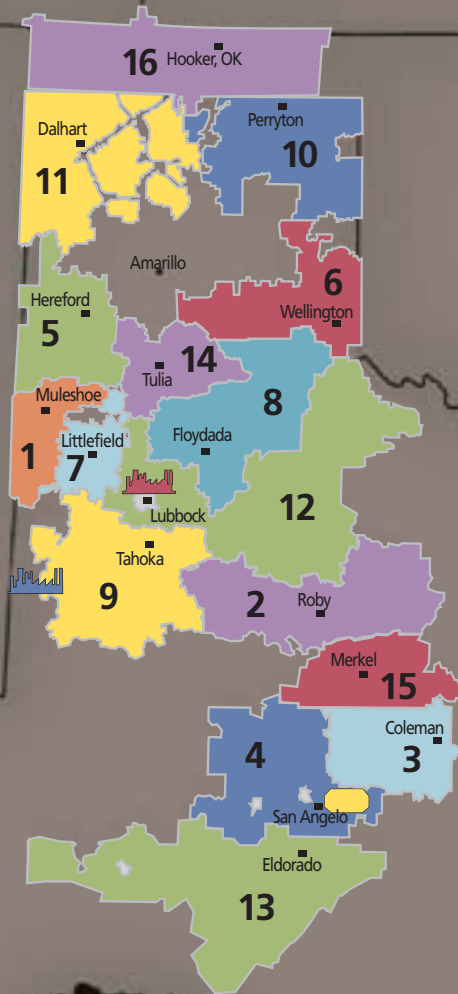 16 Hooker, OK
Dalhart
Perryton
10
11
Amarillo
6
Hereford
Wellington
5
14
Tulia
Muleshoe
8
Littlefield
Floydada
1
7
12
Lubbock
Tahoka
9
2
Roby
Merkel
15
Coleman
4
3
San Angelo
Eldorado
13